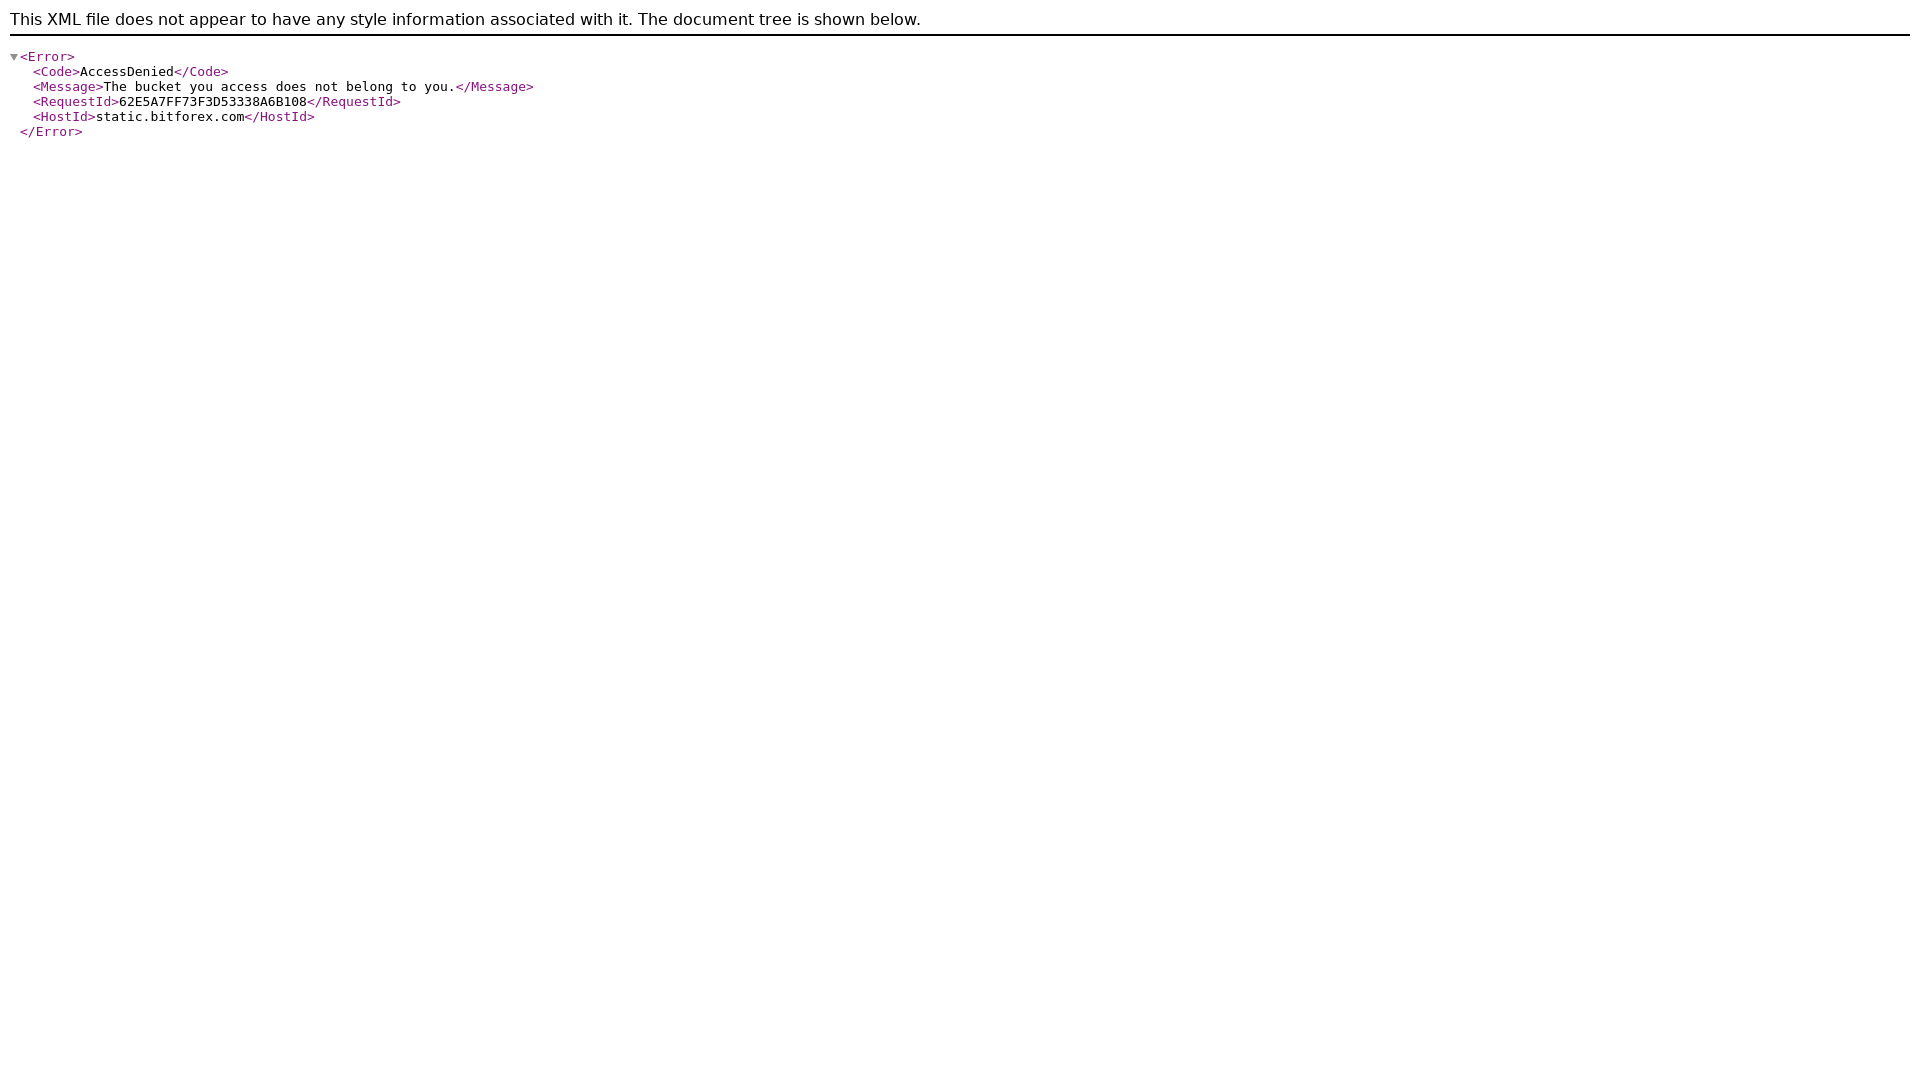 This XML file does not appear to have any style information associated with it. The document tree is shown below.
<Error>
<Code>AccessDenied</Code>
<Message>The bucket you access does not belong to you.</Message>
<RequestId>62E5A7FF73F3D53338A6B108</RequestId>
<HostId>static.bitforex.com</HostId>
</Error>